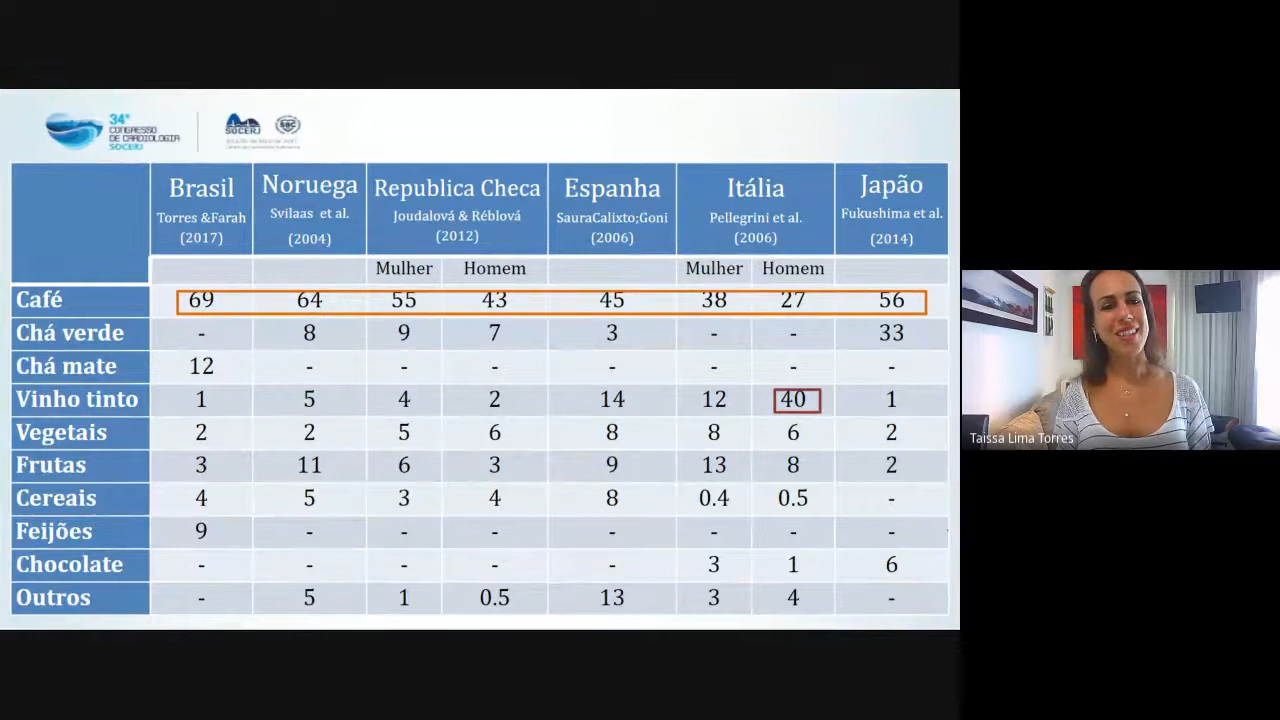 34º
CONGRESSO
DE CARDIOLOGIA
SOCERJ
SOCERJ
SBC
Brasil Noruega Republica Checa Espanha Itália Japão
Torres &Farah Svilaas et al. Joudalová & Réblová SauraCalixto;Goni Pellegrini et al. Fukushima et al.
(2017) (2004) (2012) (2006) (2006) (2014)
Mulher Homem Mulher Homem
Café 69 64 55 43 45 38 27 56
Chá verde - 8 9 7 3 - - 33
Chá mate 12 - - - - - - -
Vinho tinto 1 5 4 2 14 12 40 1
Vegetais 2 2 5 6 8 8 6 2
Frutas 3 11 6 3 9 13 8 2
Cereais 4 5 3 4 8 0.4 0.5 -
Feijões 9 - - - - - - -
Chocolate - - - - - 3 1 6
Outros - 5 1 0.5 13 3 4 -
Taissa Lima Torres